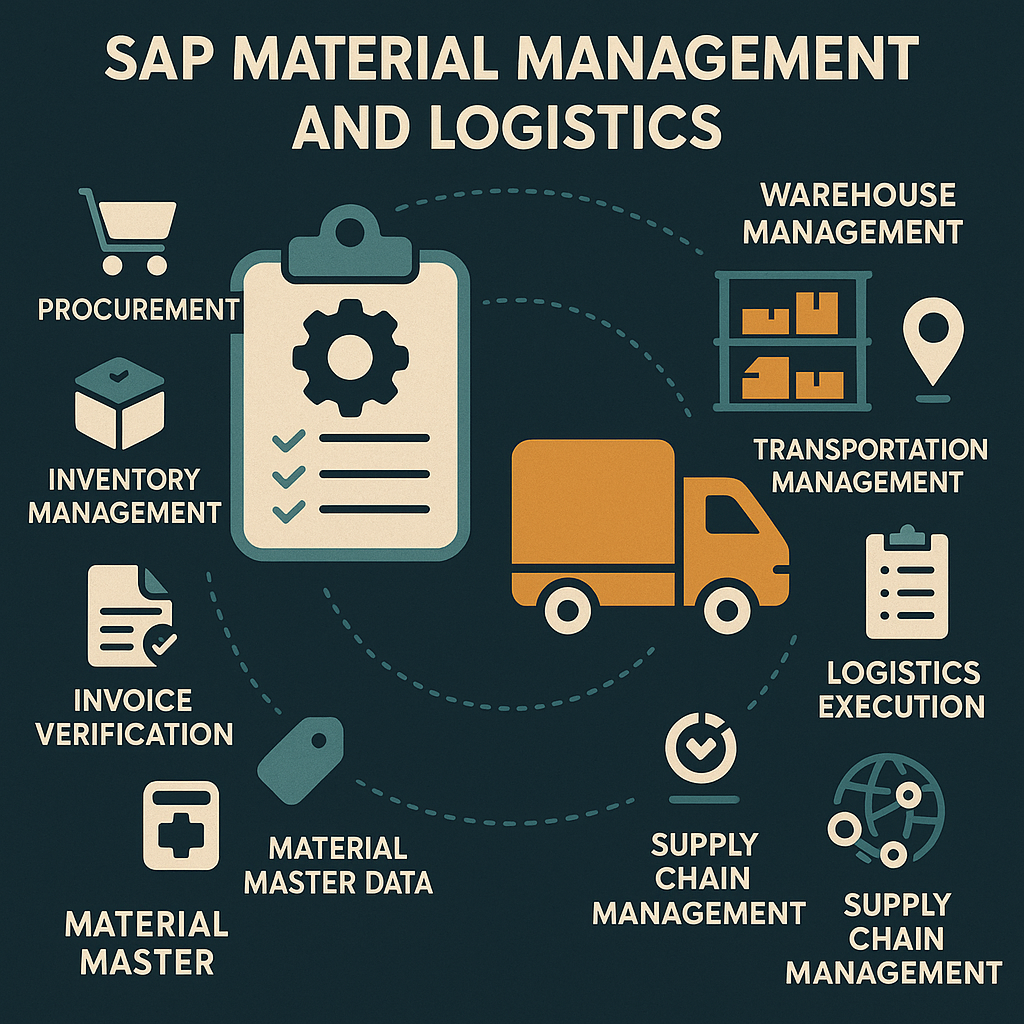 SAP MATERIAL MANAGEMENT
AND LOGISTICS
PROCUREMENT
INVENTORY
MANAGEMENT
INVOICE
VERIFICATION
MATERIAL
MASTER
MATERIAL
MASTER DATA
WAREHOUSE
MANAGEMENT
TRANSPORTATION
MANAGEMENT
LOGISTICS
EXECUTION
SUPPLY
CHAIN
MANAGEMENT
SUPPLY
CHAIN
MANAGEMENT